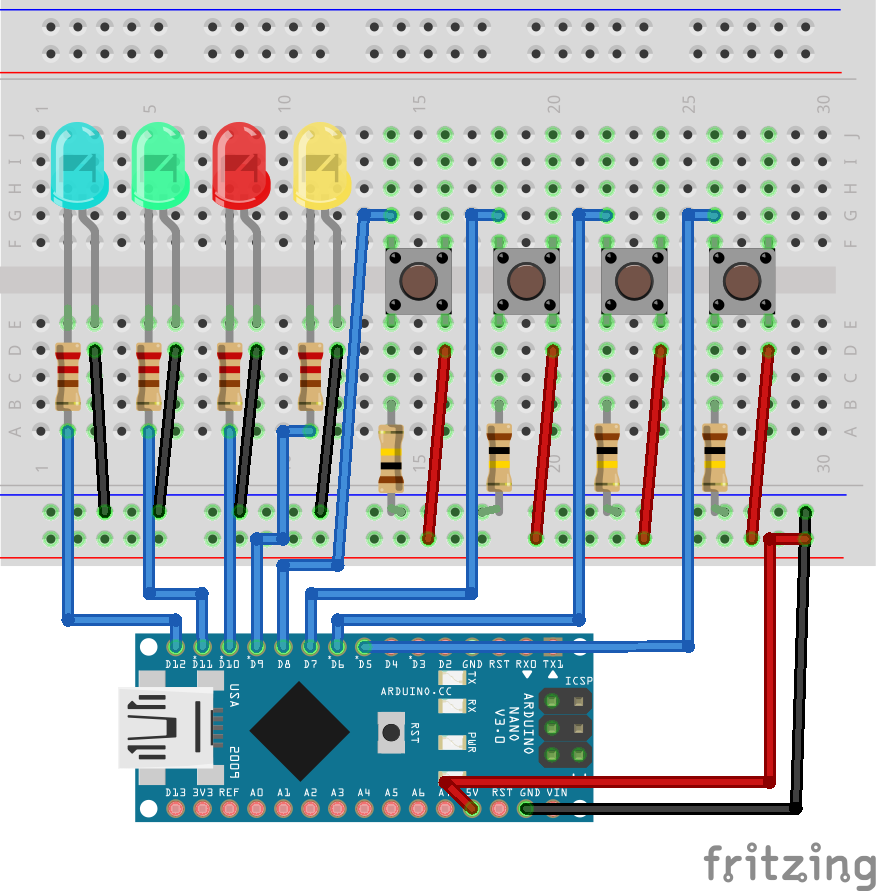 1 5 10 15 20 25 30
J J
I I
H H
G G
F F
E E
D D
C C
B B
A A
1 15 20 30
D12 D11 D10 D9 D8 D7 D6 D5 D4 D3 D2 GND RST RX0 TX1
USA
ARDUINO.CC
TX
RX
PWR
RST
ICSP
ARDUINO
NANO
V3.0
2009
D13 3V3 REF A0 A1 A2 A3 A4 A5 A6 5V RST GND VIN
fritzing